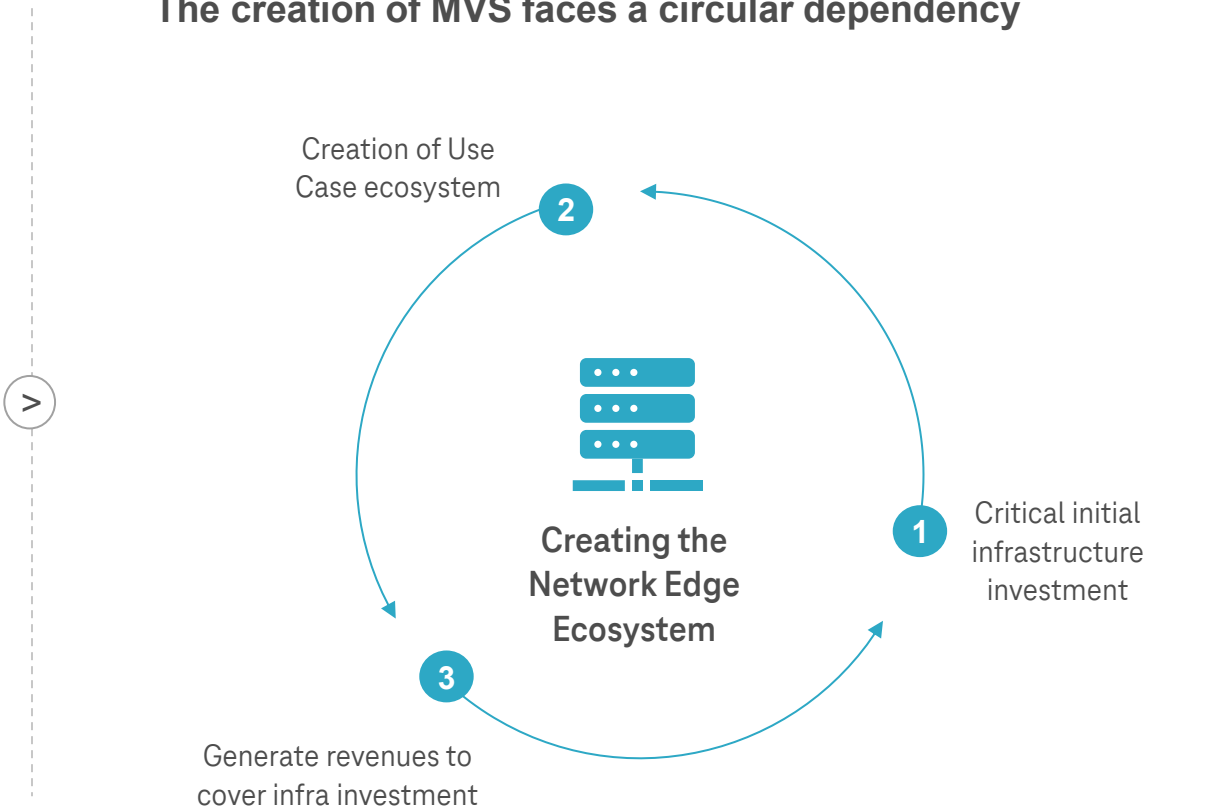 The creation of MVS faces a circular dependency
Creation of Use
Case ecosystem
2
>
Creating the
Network Edge
Ecosystem
1
Critical initial
infrastructure
investment
3
Generate revenues to
cover infra investment